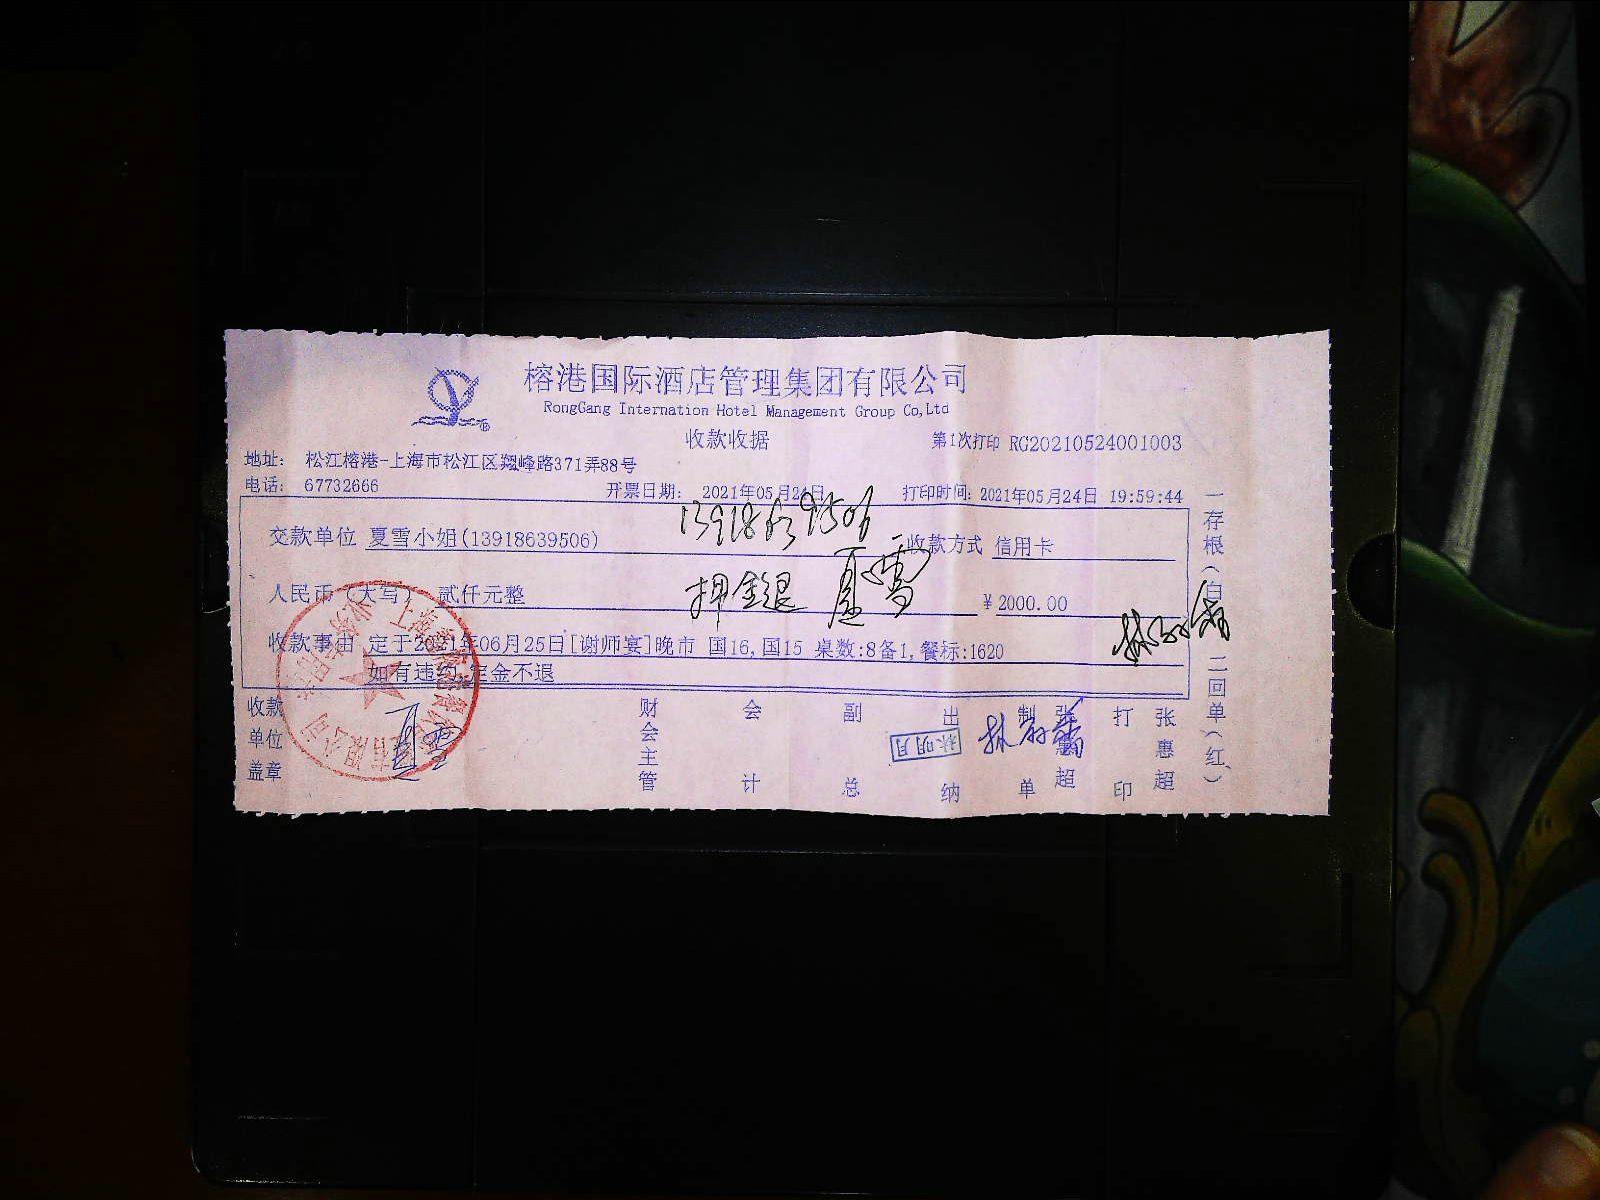 榕港国际酒店管理集团有限公司
RongGang Internation Hotel Management Group Co,Ltd
收款收据
第1次打印 RG20210524001003
地址: 松江榕港-上海市松江区翔峰路371弄88号
电话: 67732666
开票日期: 2021年05月24日
打印时间: 2021年05月24日 19:59:44
交款单位 夏雪小姐(13918639506)
13918639506
收款方式 信用卡
人民币(大写) 贰仟元整
押金退 夏雪
¥2000.00
收款事由 定于2021年06月25日[谢师宴]晚市 国16,国15 桌数:8备1,餐标:1620
如有违约 定金不退
收款单位盖章
财会主管
会计
副总
出纳
林明月
制单
张惠超
打印
张惠超
一存根(白) 二回单(红)